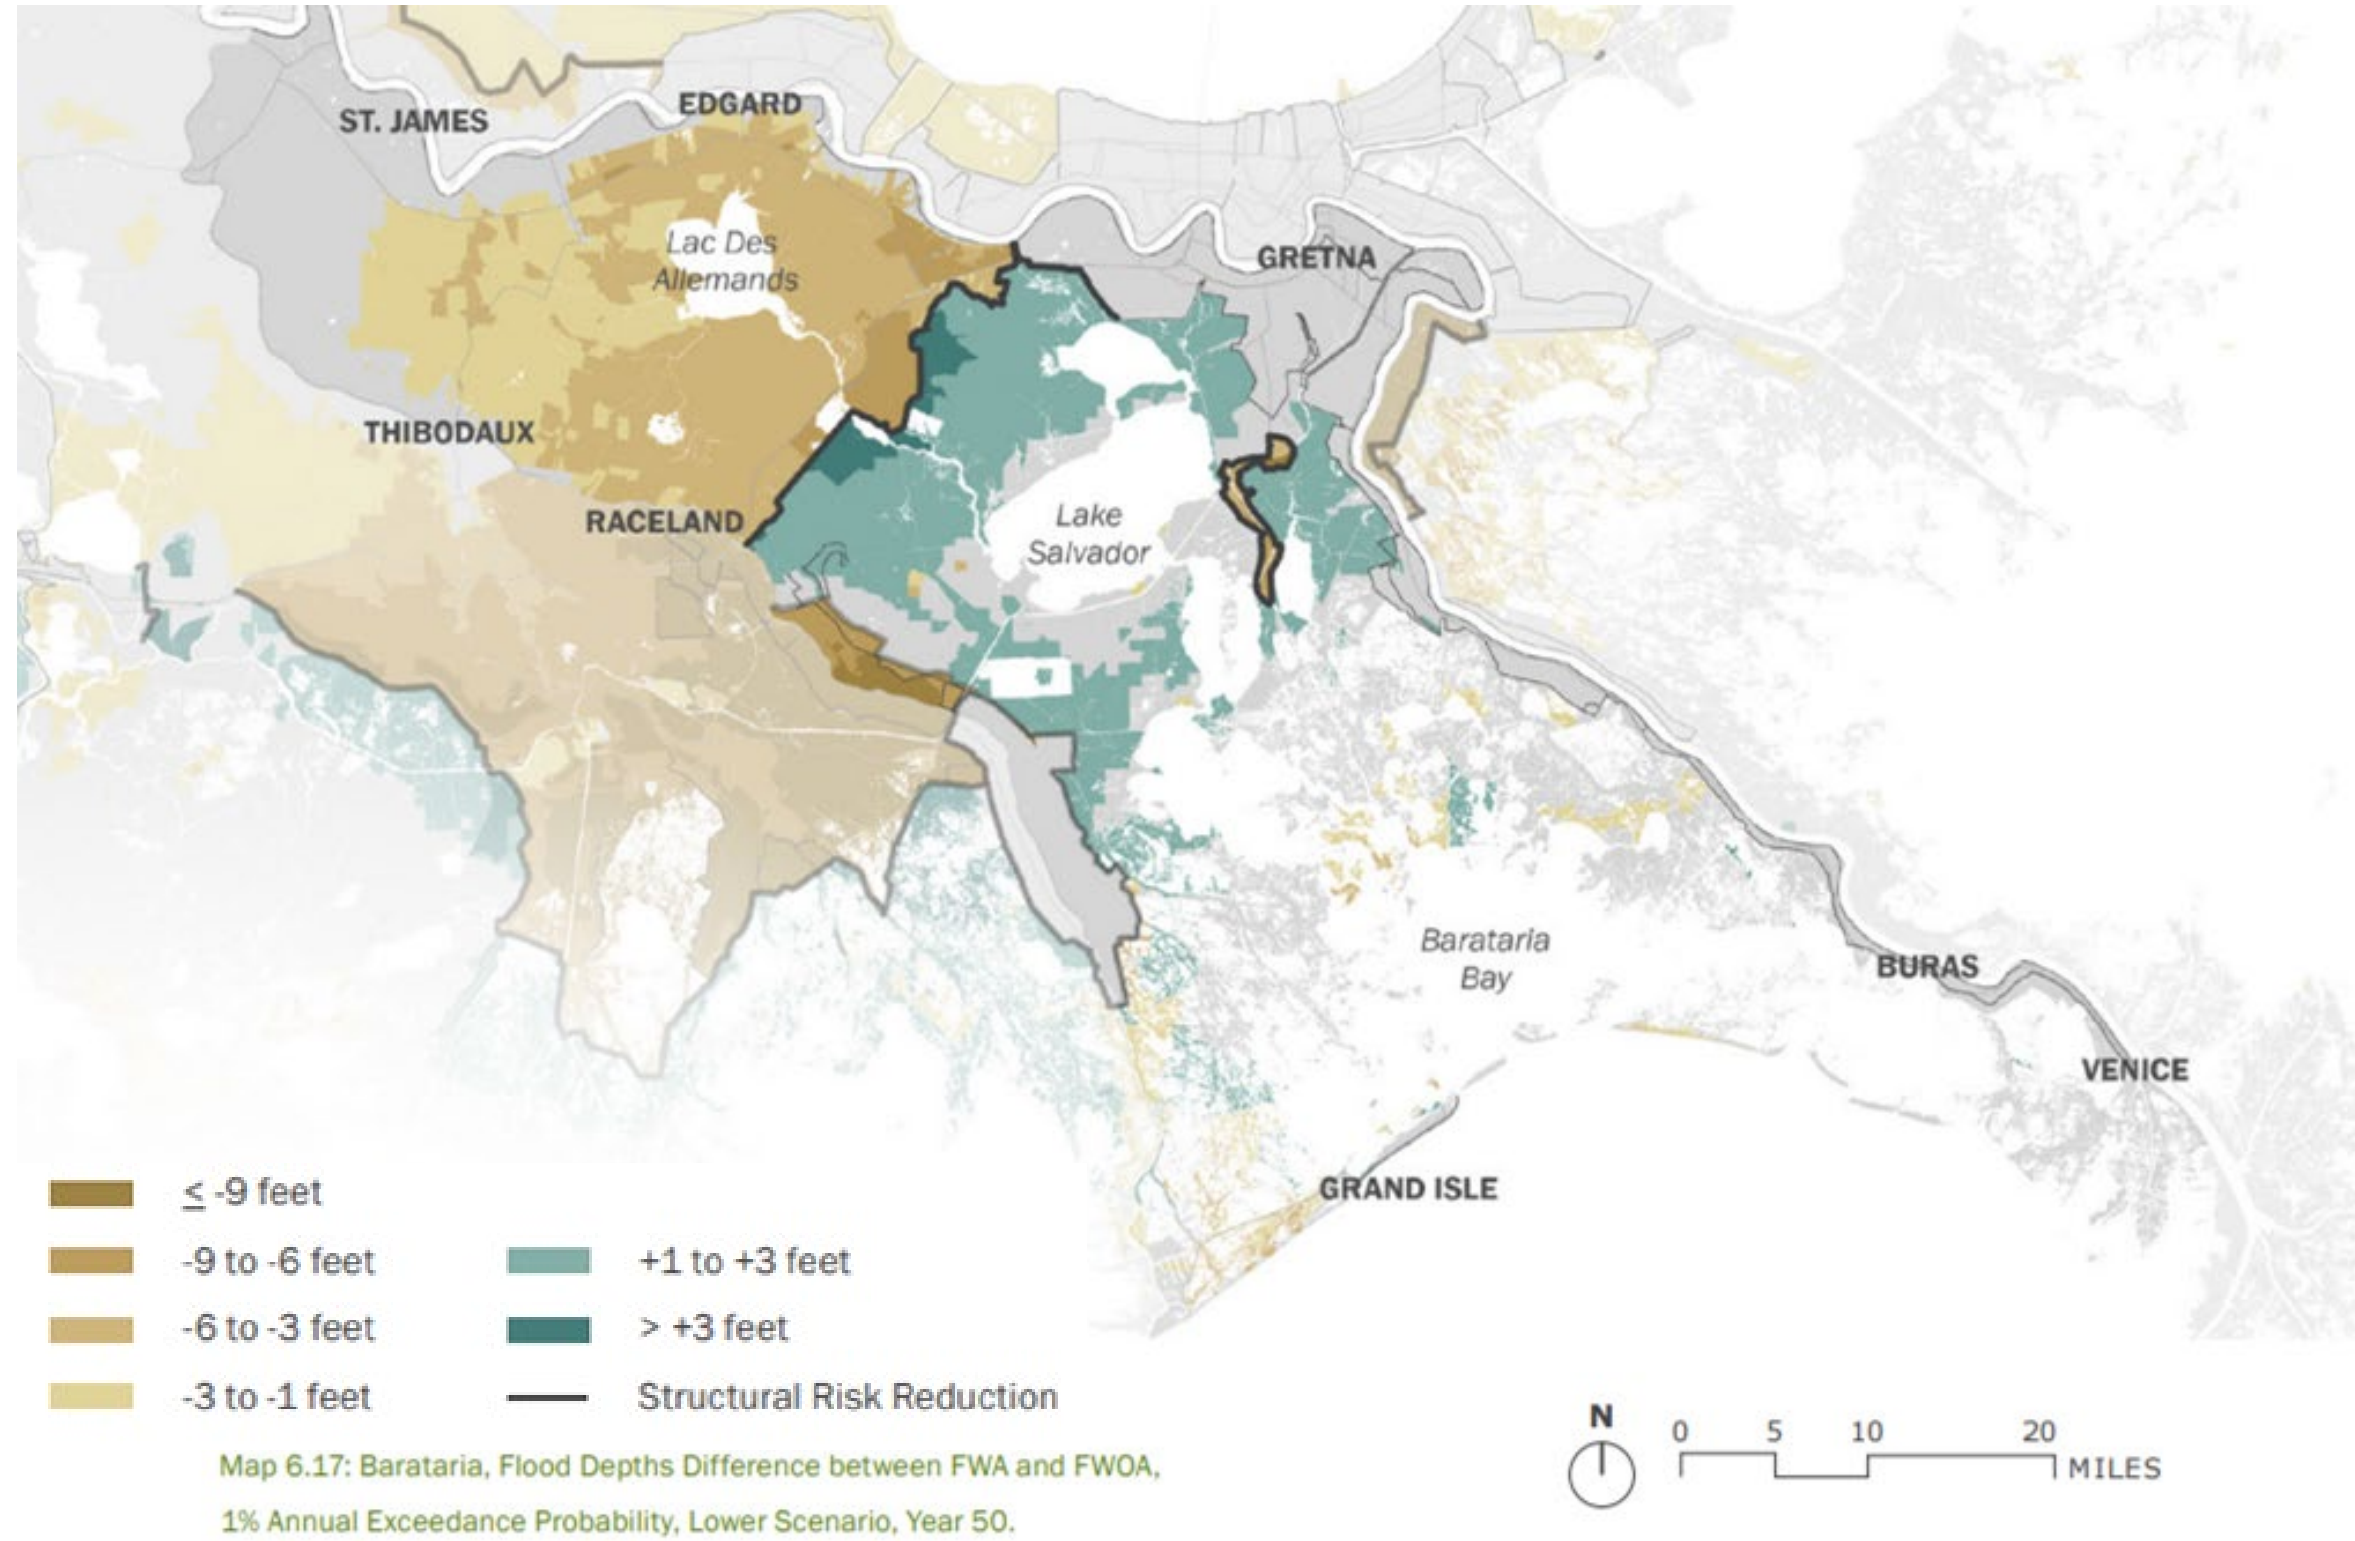 EDGARD
ST. JAMES
Lac Des
Allemands
GRETNA
THIBODAUX
RACELAND
Lake
Salvador
Barataria
Bay
BURAS
VENICE
GRAND ISLE
≤ -9 feet
-9 to -6 feet
-6 to -3 feet
-3 to -1 feet
+1 to +3 feet
> +3 feet
Structural Risk Reduction
Map 6.17: Barataria, Flood Depths Difference between FWA and FWOA,
1% Annual Exceedance Probability, Lower Scenario, Year 50.
N
0 5 10 20
MILES